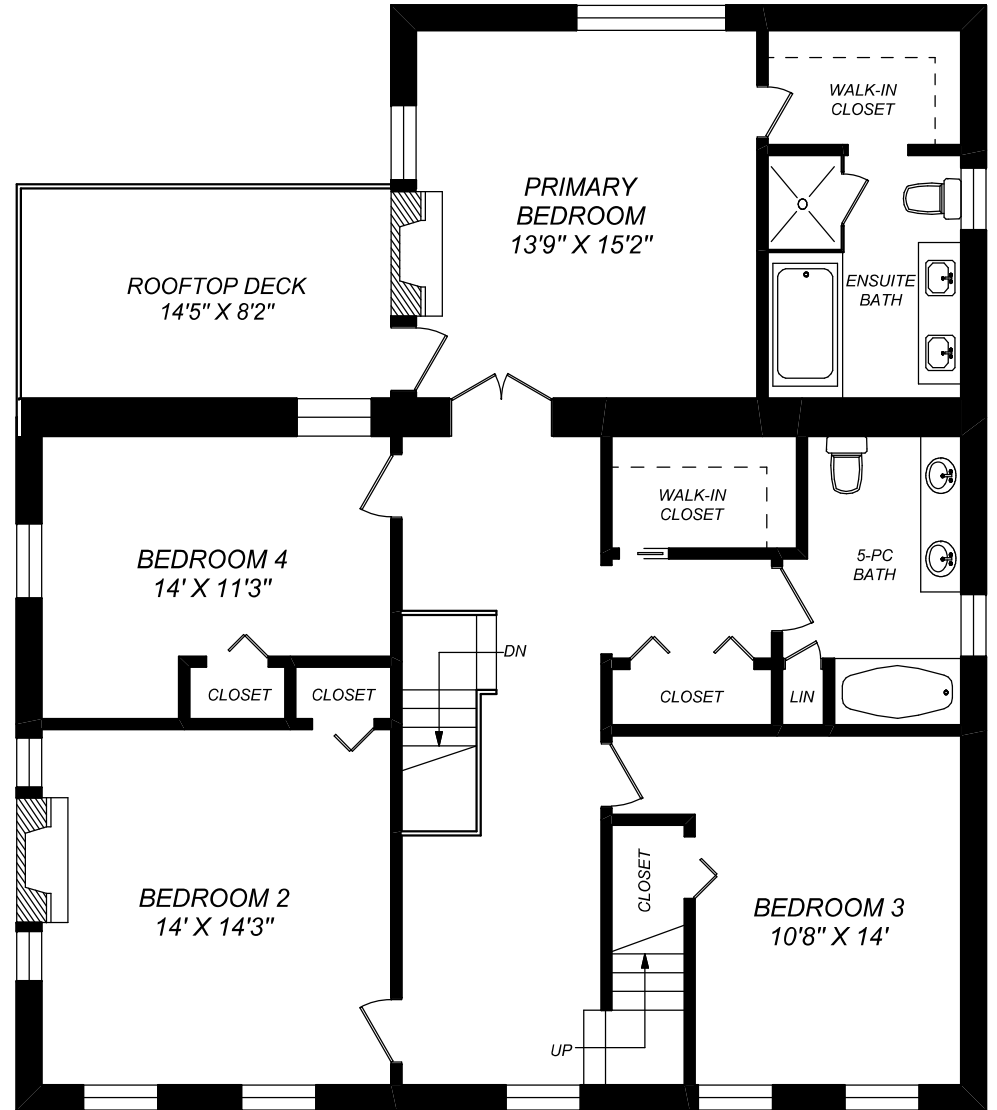 WALK-IN
CLOSET
PRIMARY
BEDROOM
13'9" X 15'2"
ROOFTOP DECK
14'5" X 8'2"
ENSUITE
BATH
WALK-IN
CLOSET
BEDROOM 4
14' X 11'3"
5-PC
BATH
DN
CLOSET
CLOSET
CLOSET
LIN
CLOSET
BEDROOM 2
14' X 14'3"
BEDROOM 3
10'8" X 14'
UP